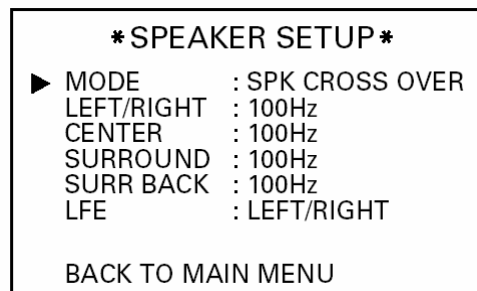 *SPEAKER SETUP*
MODE : SPK CROSS OVER
LEFT/RIGHT : 100Hz
CENTER : 100Hz
SURROUND : 100Hz
SURR BACK : 100Hz
LFE : LEFT/RIGHT
BACK TO MAIN MENU